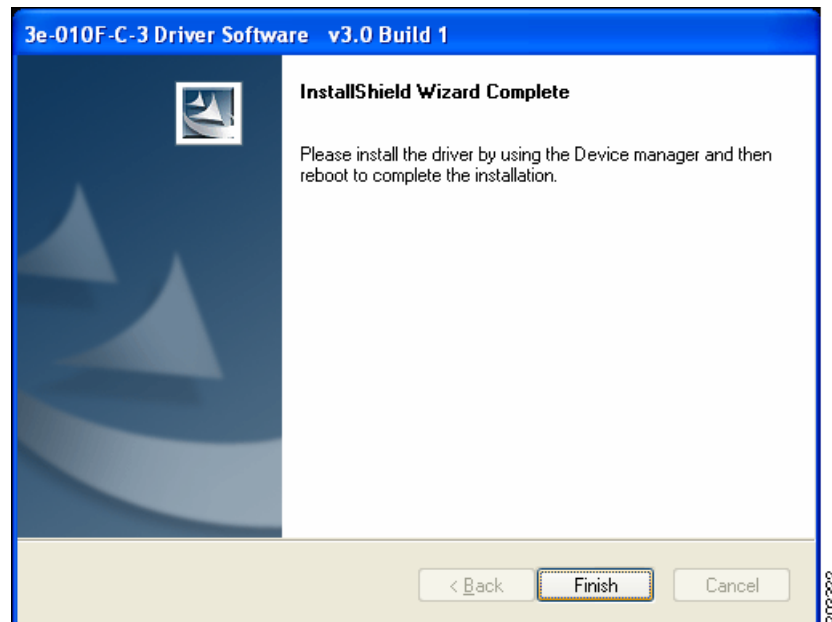 3e-010F-C-3 Driver Software v3.0 Build 1
InstallShield Wizard Complete
Please install the driver by using the Device manager and then
reboot to complete the installation.
< Back
Finish
Cancel